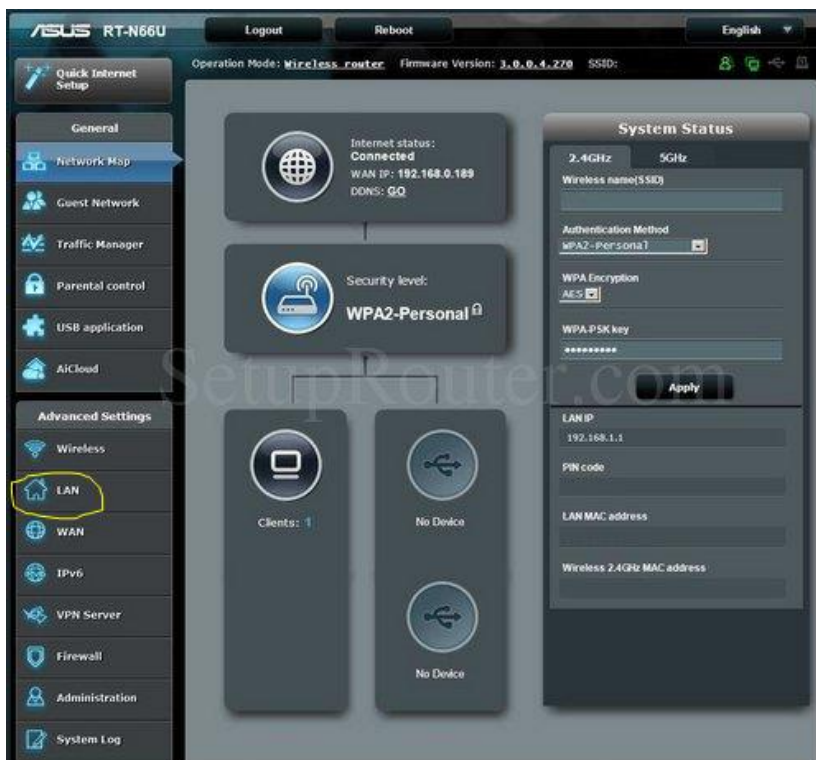 ASUS RT-N66U
Logout
Reboot
English
Quick Internet
Setup
Operation Mode: Wireless router Firmware Version: 3.0.0.4.270 SSID:
General
Network Map
Guest Network
Traffic Manager
Parental control
USB application
AiCloud
Advanced Settings
Wireless
LAN
WAN
IPv6
VPN Server
Firewall
Administration
System Log
Internet status:
Connected
WAN IP: 192.168.0.189
DDNS: GO
Security level:
WPA2-Personal
Clients: 1
No Device
No Device
System Status
2.4GHz
5GHz
Wireless name(SSID)
Authentication Method
WPA2-Personal
WPA Encryption
AES
WPA-PSK key
Apply
LAN IP
192.168.1.1
PIN code
LAN MAC address
Wireless 2.4GHz MAC address
SetupRouter.com